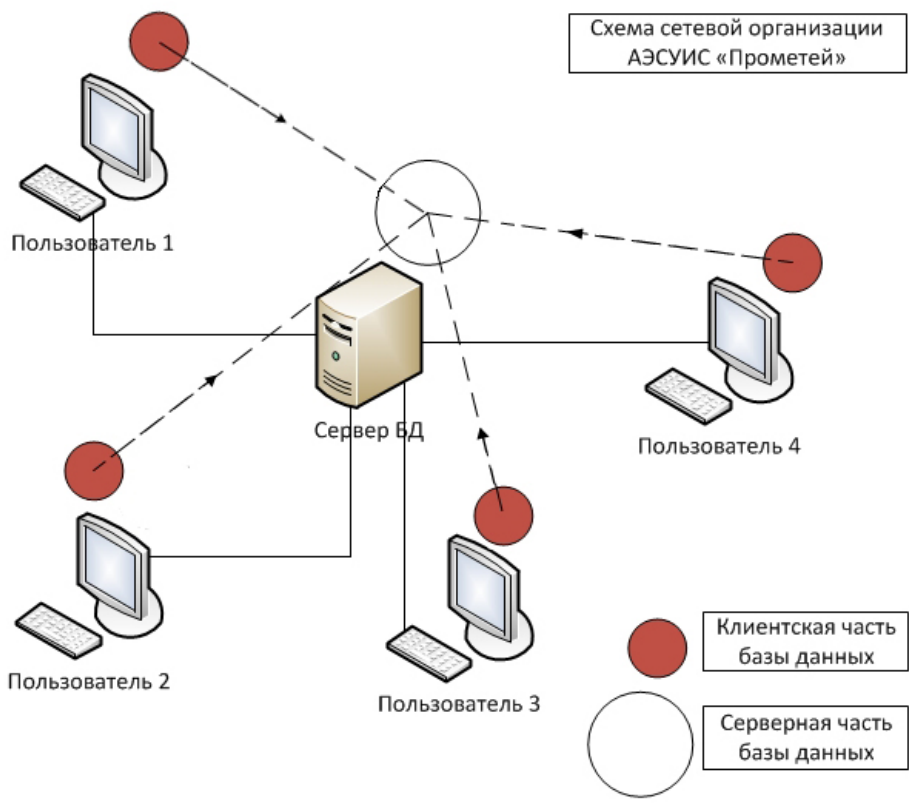 Схема сетевой организации
АЭСУИС «Прометей»
Пользователь 1
Сервер БД
Пользователь 4
Пользователь 2
Пользователь 3
Клиентская часть
базы данных
Серверная часть
базы данных